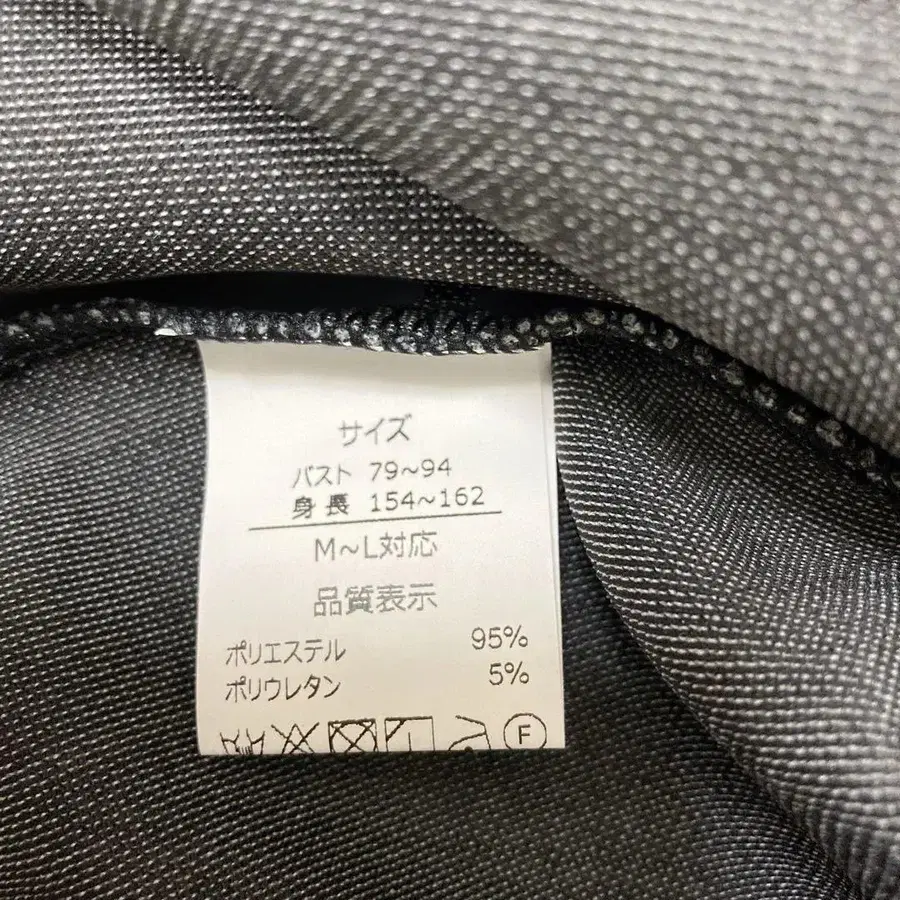 サイズ
バスト 79~94
身長 154~162
M~L対応
品質表示
ポリエステル 95%
ポリウレタン 5%
F